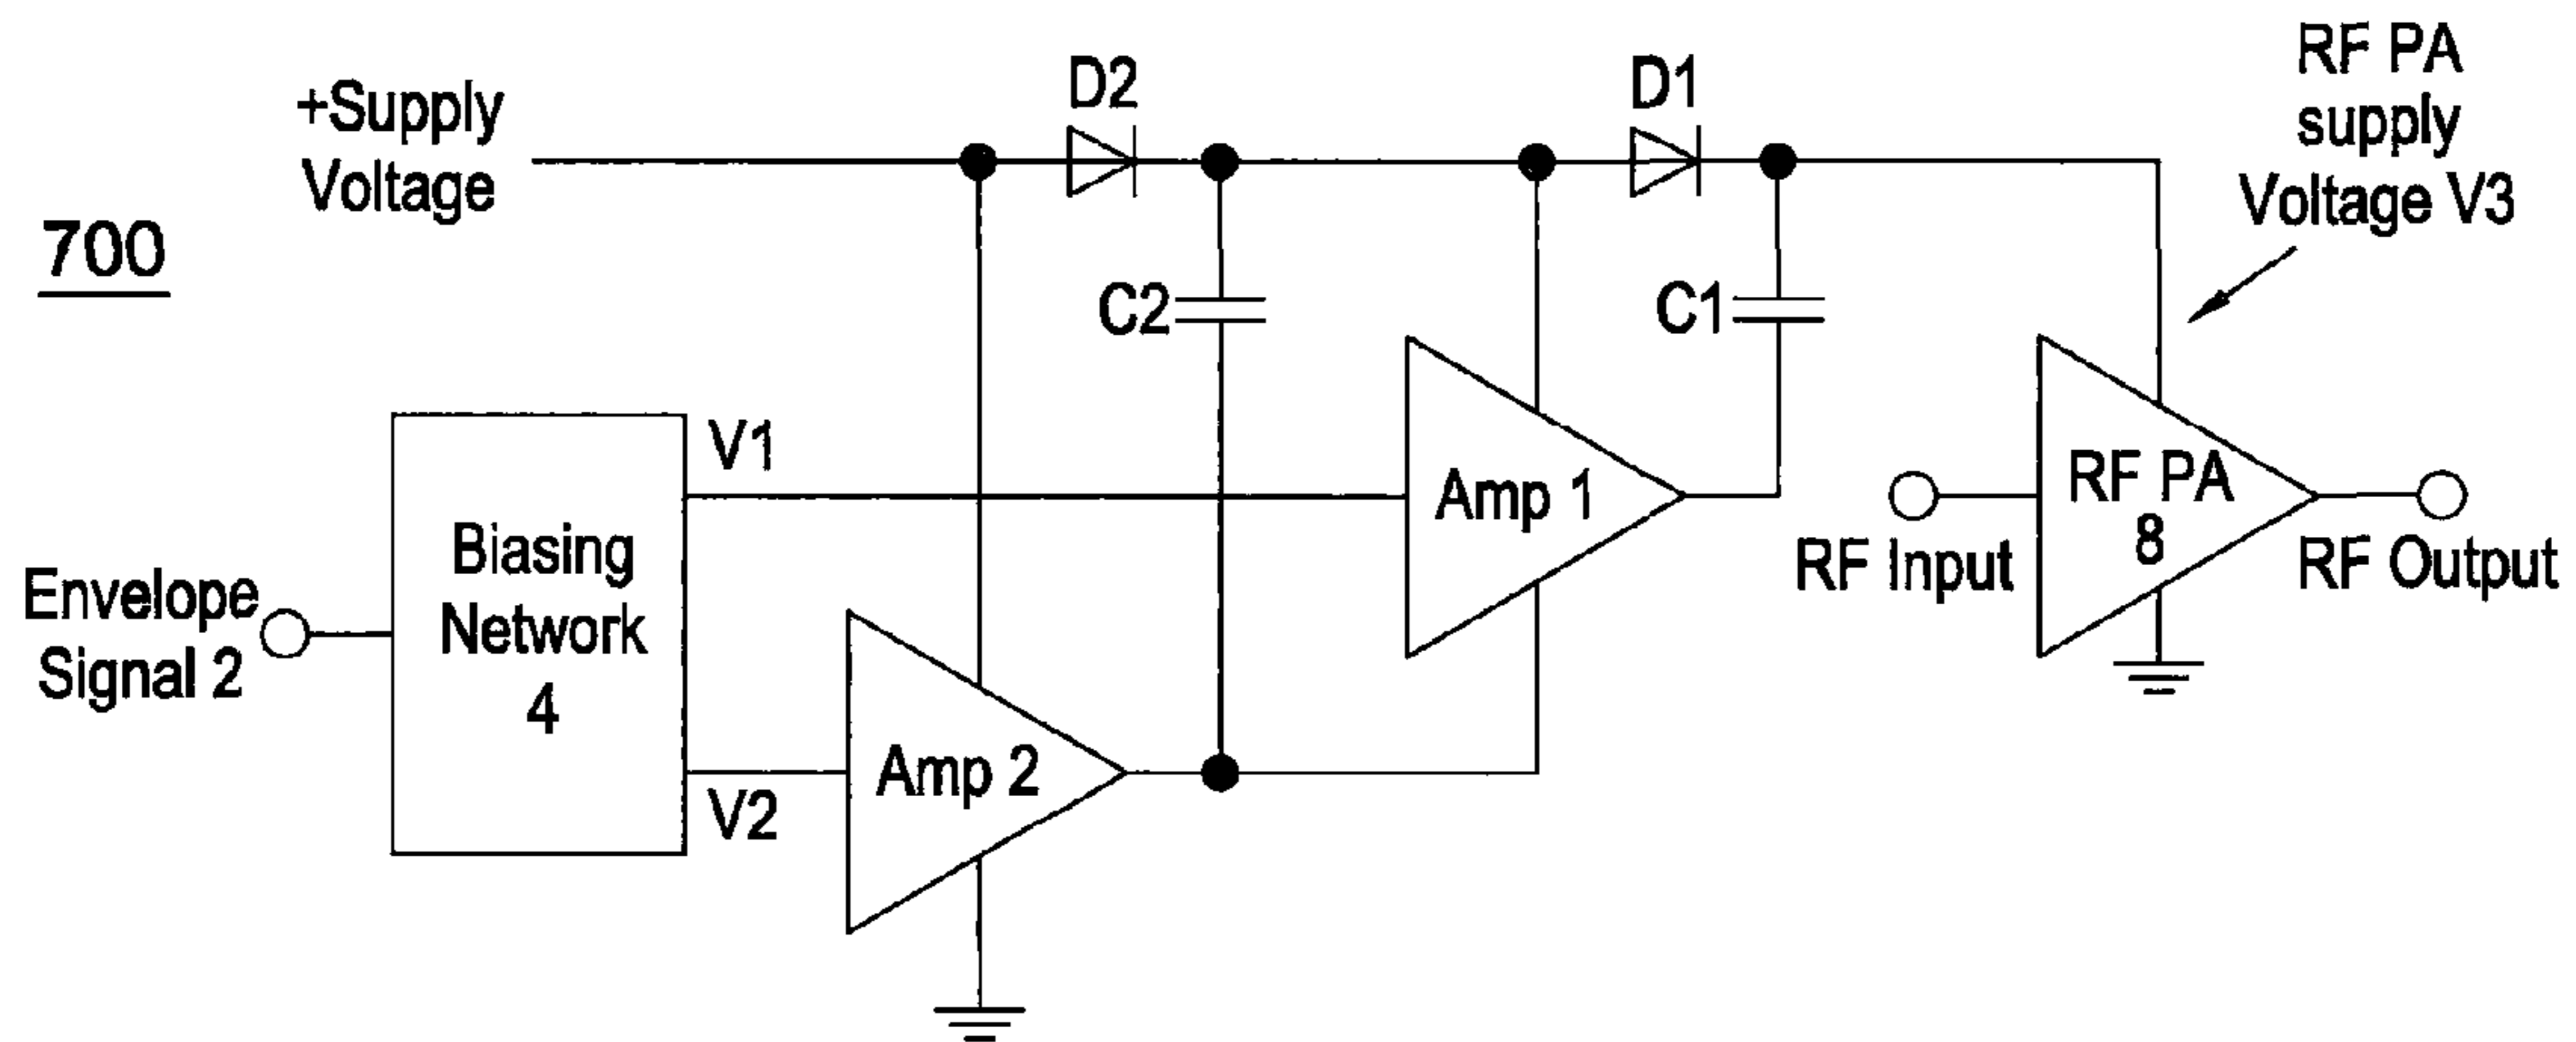 700
+Supply
Voltage
D2
D1
RF PA
supply
Voltage V3
C2
C1
V1
V2
Envelope
Signal 2
Biasing
Network
4
Amp 2
Amp 1
RF Input
RF PA
8
RF Output